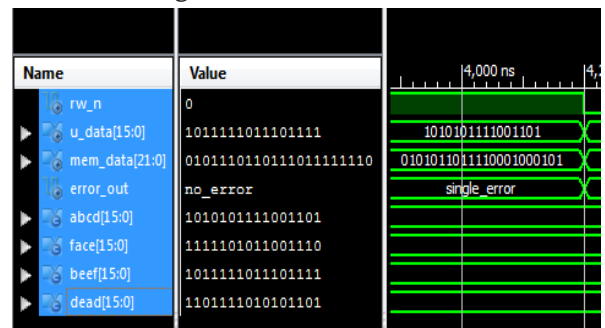 Name Value 4,000 ns
rw_n 0
u_data[15:0] 1011111011101111 1010101111001101
mem_data[21:0] 0101110110111011111110 0101011011110001000101
error_out no_error single_error
abcd[15:0] 1010101111001101
face[15:0] 1111101011001110
beef[15:0] 1011111011101111
dead[15:0] 1101111010101101